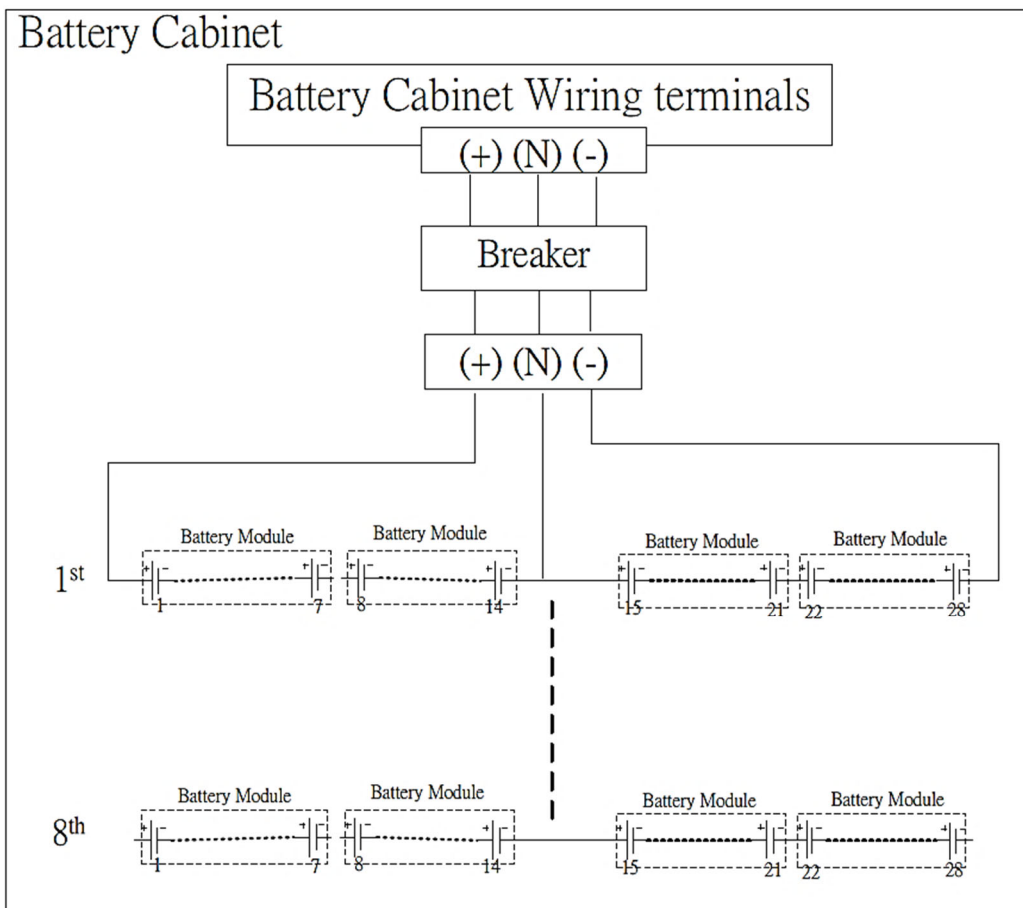 Battery Cabinet
Battery Cabinet Wiring terminals
(+) (N) (-)
Breaker
(+) (N) (-)
Battery Module Battery Module Battery Module Battery Module
1st
+ - + - + - + - + - + - + - + -
1 7 8 14 15 21 22 28
Battery Module Battery Module Battery Module Battery Module
8th
+ - + - + - + - + - + - + - + -
1 7 8 14 15 21 22 28